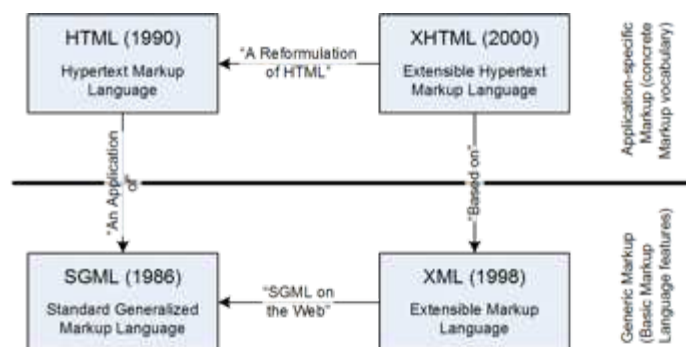 HTML (1990)
Hypertext Markup
Language
"A Reformulation
of HTML"
XHTML (2000)
Extensible Hypertext
Markup Language
Application-specific
Markup (concrete
Markup vocabulary)
"An Application
of"
"Based on"
SGML (1986)
Standard Generalized
Markup Language
"SGML on
the Web"
XML (1998)
Extensible Markup
Language
Generic Markup
(Basic Markup
Language features)